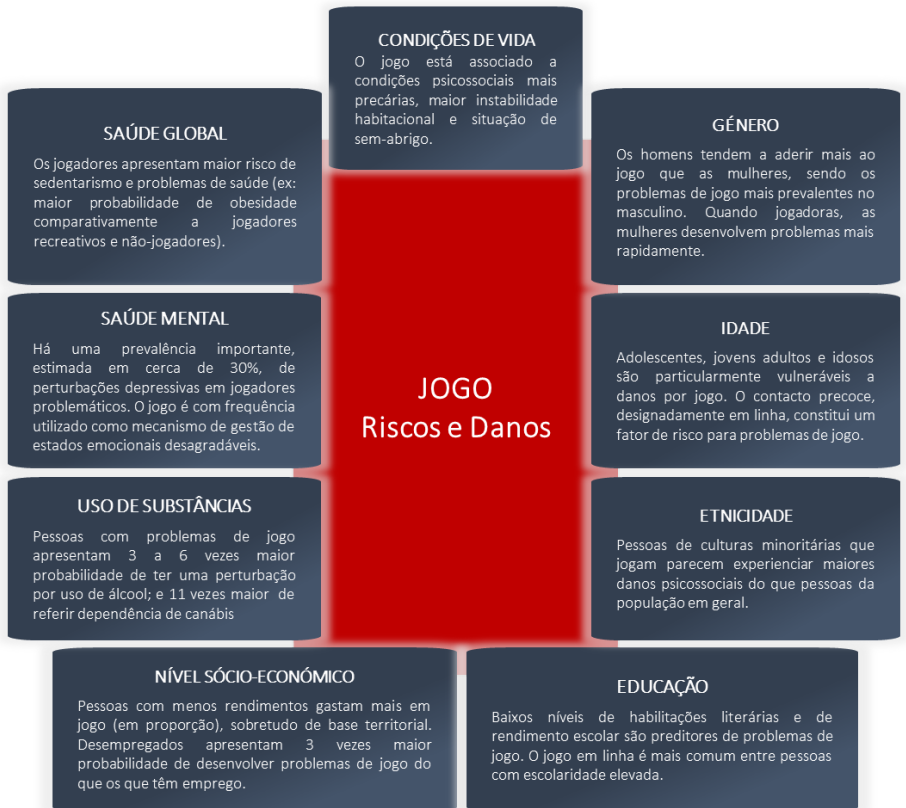 CONDIÇÕES DE VIDA
O jogo está associado a
condições psicossociais mais
precárias, maior instabilidade
habitacional e situação de
sem-abrigo.
SAÚDE GLOBAL
Os jogadores apresentam maior risco de
sedentarismo e problemas de saúde (ex:
maior probabilidade de obesidade
comparativamente a jogadores
recreativos e não-jogadores).
GÉNERO
Os homens tendem a aderir mais ao
jogo que as mulheres, sendo os
problemas de jogo mais prevalentes no
masculino. Quando jogadoras, as
mulheres desenvolvem problemas mais
rapidamente.
SAÚDE MENTAL
Há uma prevalência importante,
estimada em cerca de 30%, de
perturbações depressivas em jogadores
problemáticos. O jogo é com frequência
utilizado como mecanismo de gestão de
estados emocionais desagradáveis.
JOGO
Riscos e Danos
IDADE
Adolescentes, jovens adultos e idosos
são particularmente vulneráveis a
danos por jogo. O contacto precoce,
designadamente em linha, constitui um
fator de risco para problemas de jogo.
USO DE SUBSTÂNCIAS
Pessoas com problemas de jogo
apresentam 3 a 6 vezes maior
probabilidade de ter uma perturbação
por uso de álcool; e 11 vezes maior de
referir dependência de canábis
ETNICIDADE
Pessoas de culturas minoritárias que
jogam parecem experienciar maiores
danos psicossociais do que pessoas da
população em geral.
NÍVEL SÓCIO-ECONÓMICO
Pessoas com menos rendimentos gastam mais em
jogo (em proporção), sobretudo de base territorial.
Desempregados apresentam 3 vezes maior
probabilidade de desenvolver problemas de jogo do
que os que têm emprego.
EDUCAÇÃO
Baixos níveis de habilitações literárias e de
rendimento escolar são preditores de problemas de
jogo. O jogo em linha é mais comum entre pessoas
com escolaridade elevada.